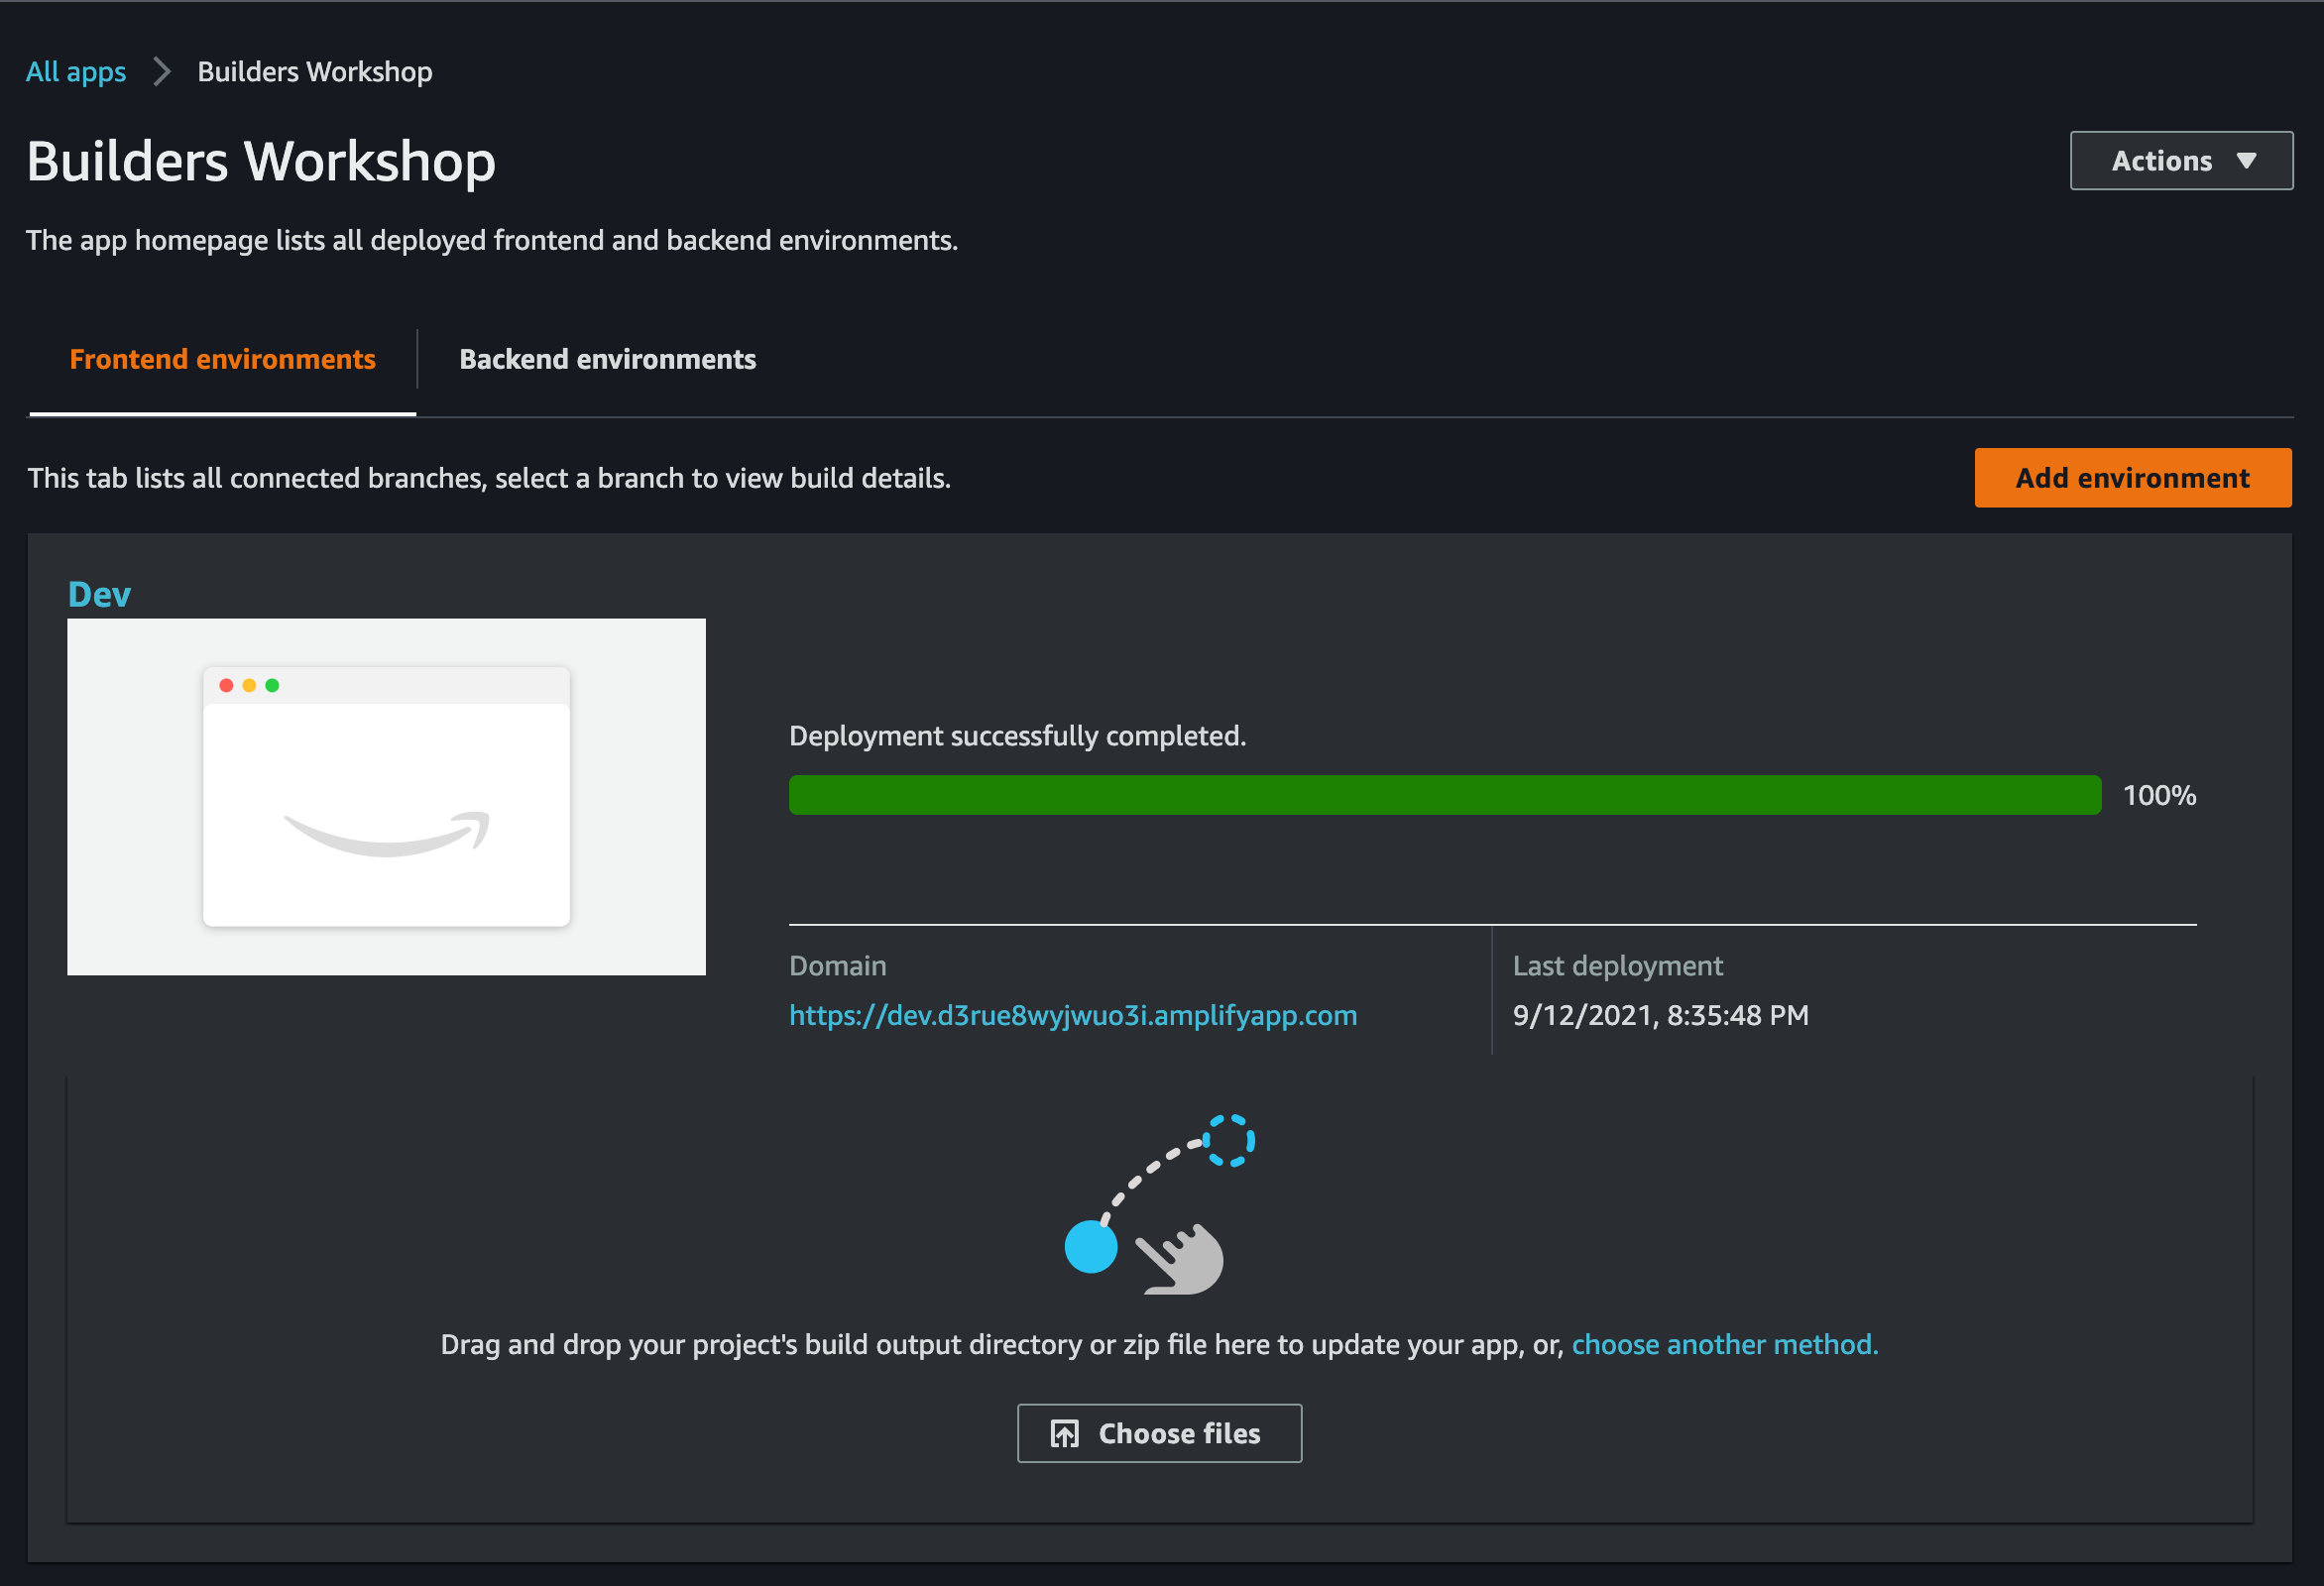 All apps
Builders Workshop
Builders Workshop
Actions
The app homepage lists all deployed frontend and backend environments.
Frontend environments
Backend environments
This tab lists all connected branches, select a branch to view build details.
Add environment
Dev
Deployment successfully completed.
100%
Domain
Last deployment
https://dev.d3rue8wyjwuo3i.amplifyapp.com
9/12/2021, 8:35:48 PM
Drag and drop your project's build output directory or zip file here to update your app, or, choose another method.
Choose files